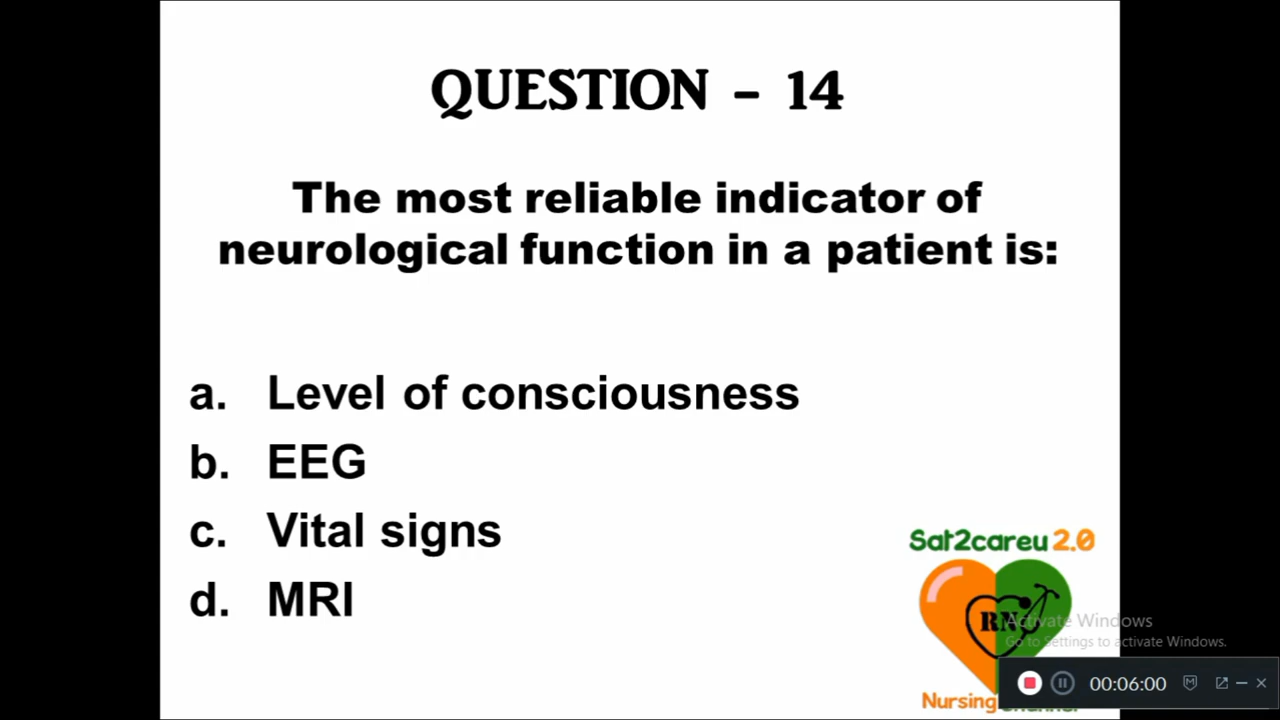 QUESTION - 14
The most reliable indicator of
neurological function in a patient is:
a. Level of consciousness
b. EEG
c. Vital signs
d. MRI
Sat2careu 2.0
RN
Activate Windows
Go to Settings to activate Windows.
00:06:00
Nursing